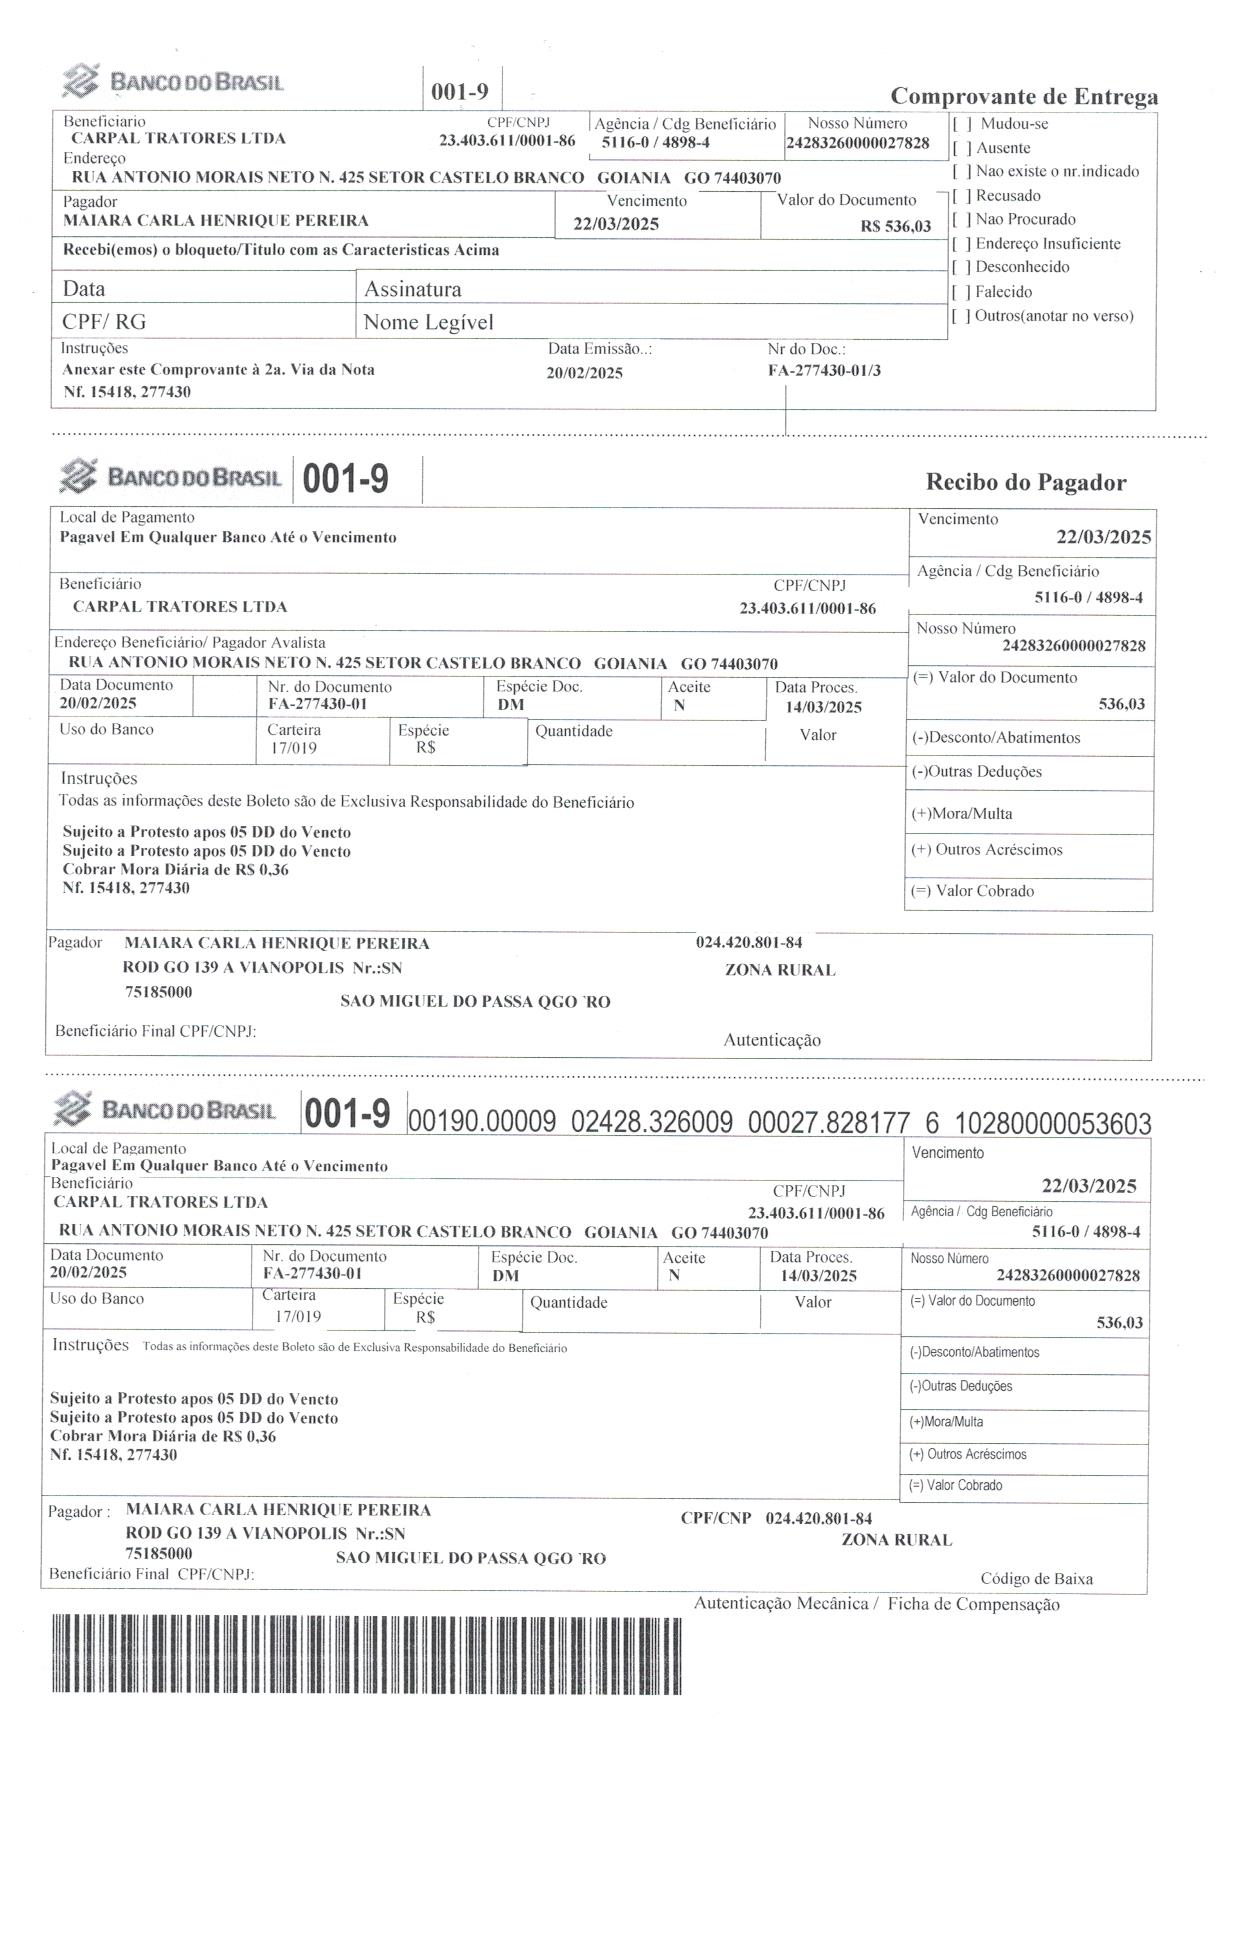 BANCO DO BRASIL 001-9 Comprovante de Entrega
Beneficiario CPF/CNPJ Agência / Cdg Beneficiário Nosso Número [ ] Mudou-se
CARPAL TRATORES LTDA 23.403.611/0001-86 5116-0 / 4898-4 24283260000027828 [ ] Ausente
Endereço
RUA ANTONIO MORAIS NETO N. 425 SETOR CASTELO BRANCO GOIANIA GO 74403070 [ ] Nao existe o nr.indicado
Pagador Vencimento Valor do Documento [ ] Recusado
MAIARA CARLA HENRIQUE PEREIRA 22/03/2025 R$ 536,03 [ ] Nao Procurado
Recebi(emos) o bloqueto/Titulo com as Caracteristicas Acima [ ] Endereço Insuficiente
[ ] Desconhecido
Data Assinatura [ ] Falecido
CPF/ RG Nome Legível [ ] Outros(anotar no verso)
Instruções Data Emissão..: Nr do Doc.:
Anexar este Comprovante à 2a. Via da Nota 20/02/2025 FA-277430-01/3
Nf. 15418, 277430
BANCO DO BRASIL 001-9 Recibo do Pagador
Local de Pagamento Vencimento
Pagavel Em Qualquer Banco Até o Vencimento 22/03/2025
Beneficiário CPF/CNPJ Agência / Cdg Beneficiário
CARPAL TRATORES LTDA 23.403.611/0001-86 5116-0 / 4898-4
Endereço Beneficiário/ Pagador Avalista Nosso Número
24283260000027828
RUA ANTONIO MORAIS NETO N. 425 SETOR CASTELO BRANCO GOIANIA GO 74403070
Data Documento Nr. do Documento Espécie Doc. Aceite Data Proces. (=) Valor do Documento
20/02/2025 FA-277430-01 DM N 14/03/2025 536,03
Uso do Banco Carteira Espécie Quantidade Valor (-)Desconto/Abatimentos
17/019 R$
Instruções (-)Outras Deduções
Todas as informações deste Boleto são de Exclusiva Responsabilidade do Beneficiário
(+)Mora/Multa
Sujeito a Protesto apos 05 DD do Vencto
Sujeito a Protesto apos 05 DD do Vencto (+) Outros Acréscimos
Cobrar Mora Diária de R$ 0,36
Nf. 15418, 277430 (=) Valor Cobrado
Pagador MAIARA CARLA HENRIQUE PEREIRA 024.420.801-84
ROD GO 139 A VIANOPOLIS Nr.:SN ZONA RURAL
75185000 SAO MIGUEL DO PASSA QGO 'RO
Beneficiário Final CPF/CNPJ: Autenticação
BANCO DO BRASIL 001-9 00190.00009 02428.326009 00027.828177 6 10280000053603
Local de Pagamento Vencimento
Pagavel Em Qualquer Banco Até o Vencimento
Beneficiário CPF/CNPJ 22/03/2025
CARPAL TRATORES LTDA 23.403.611/0001-86 Agência / Cdg Beneficiário
RUA ANTONIO MORAIS NETO N. 425 SETOR CASTELO BRANCO GOIANIA GO 74403070 5116-0 / 4898-4
Data Documento Nr. do Documento Espécie Doc. Aceite Data Proces. Nosso Número
20/02/2025 FA-277430-01 DM N 14/03/2025 24283260000027828
Uso do Banco Carteira Espécie Quantidade Valor (=) Valor do Documento
17/019 R$ 536,03
Instruções Todas as informações deste Boleto são de Exclusiva Responsabilidade do Beneficiário (-)Desconto/Abatimentos
(-)Outras Deduções
Sujeito a Protesto apos 05 DD do Vencto
Sujeito a Protesto apos 05 DD do Vencto (+)Mora/Multa
Cobrar Mora Diária de R$ 0,36
Nf. 15418, 277430 (+) Outros Acréscimos
(=) Valor Cobrado
Pagador : MAIARA CARLA HENRIQUE PEREIRA CPF/CNP 024.420.801-84
ROD GO 139 A VIANOPOLIS Nr.:SN ZONA RURAL
75185000 SAO MIGUEL DO PASSA QGO 'RO
Beneficiário Final CPF/CNPJ: Código de Baixa
Autenticação Mecânica / Ficha de Compensação